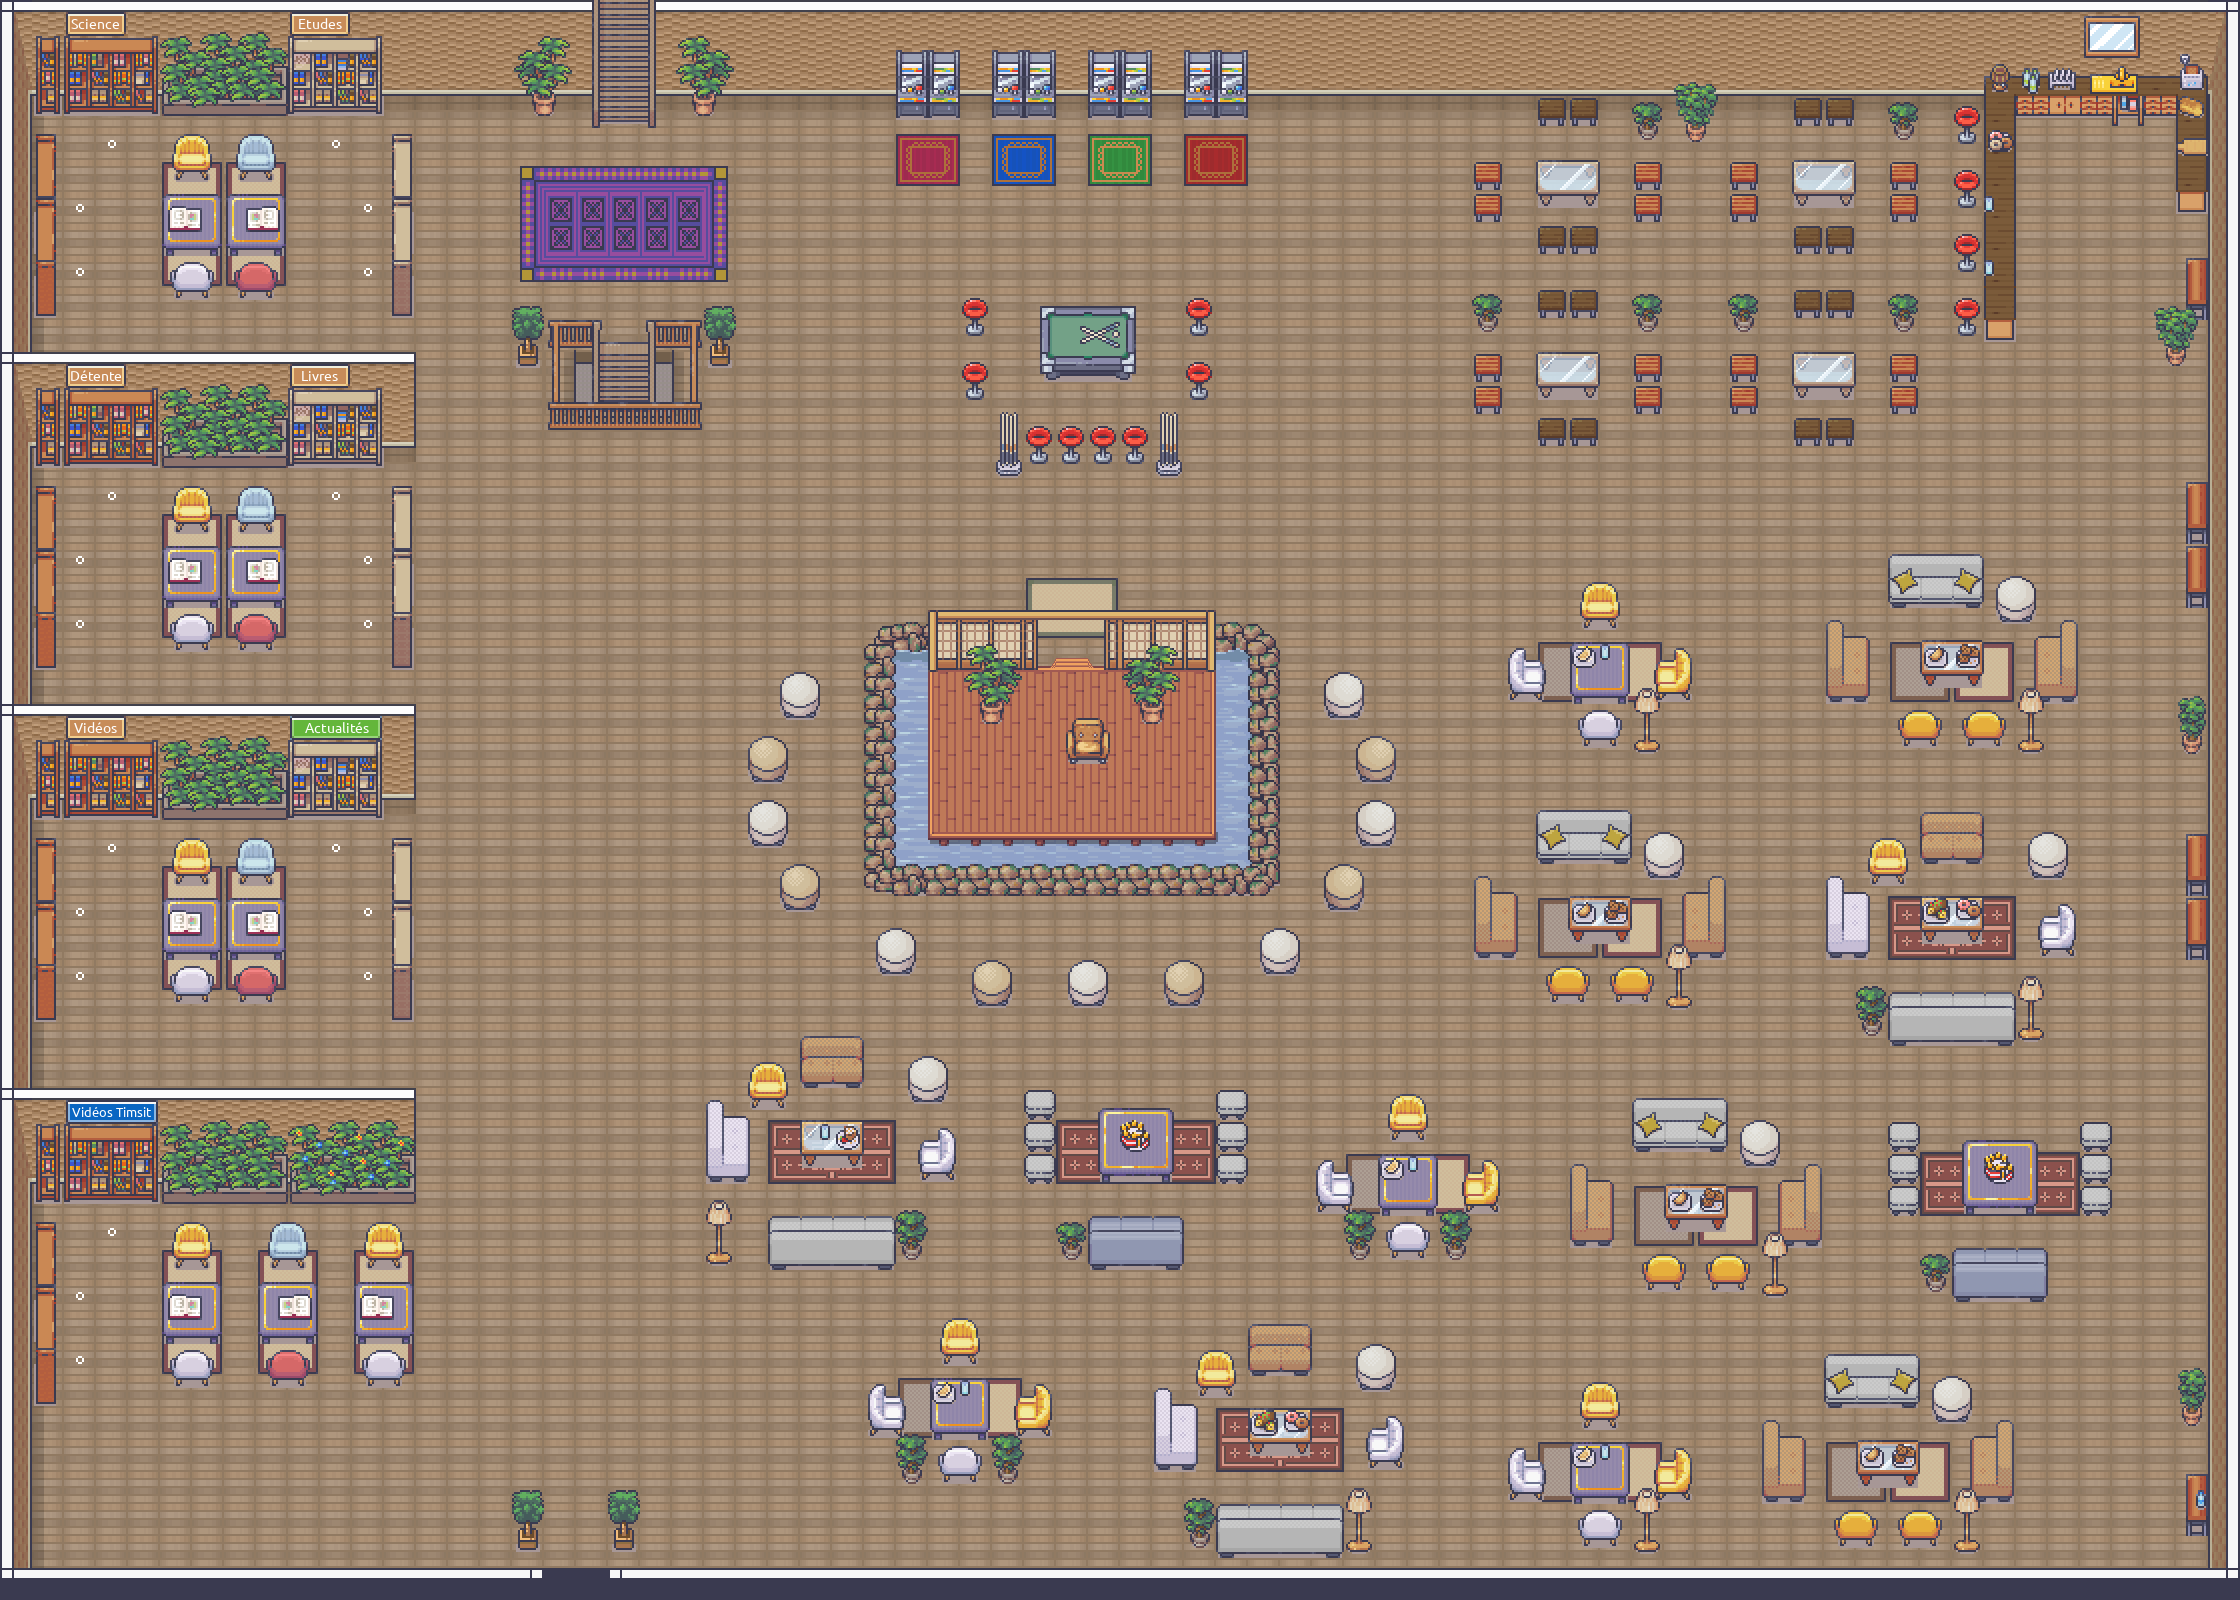 Science
Etudes
Détente
Livres
Vidéos
Actualités
Vidéos Timsit